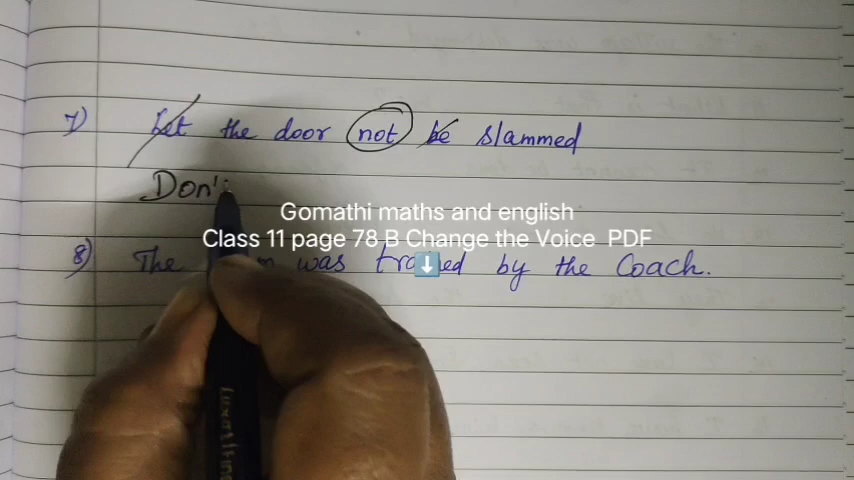 7) Let the door not be slammed
Don'
Gomathi maths and english
Class 11 page 78 B Change the Voice PDF
8) The was trained by the Coach.